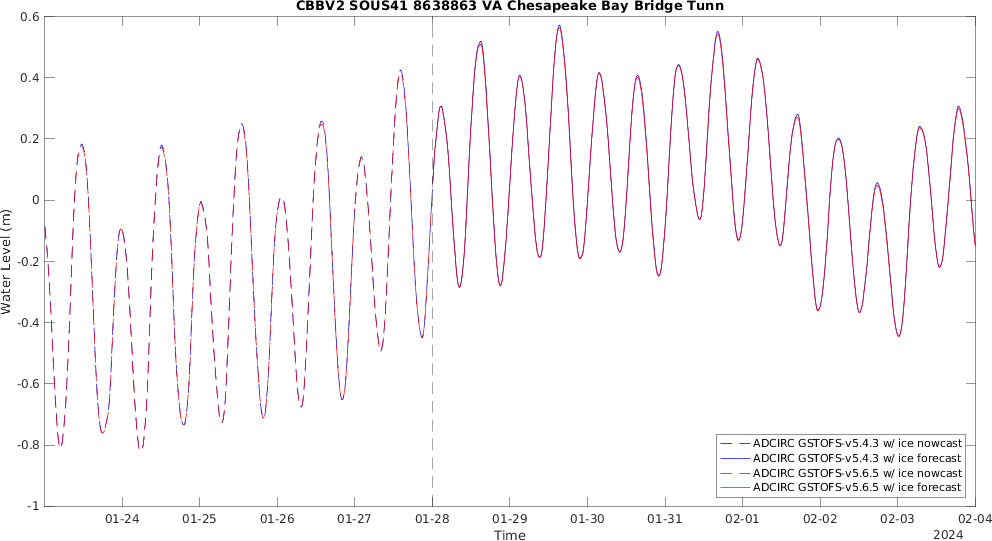 CBBV2 SOUS41 8638863 VA Chesapeake Bay Bridge Tunn
0.6
0.4
0.2
0
-0.2
-0.4
-0.6
-0.8
-1
Water Level (m)
ADCIRC GSTOFS-v5.4.3 w/ ice nowcast
ADCIRC GSTOFS-v5.4.3 w/ ice forecast
ADCIRC GSTOFS-v5.6.5 w/ ice nowcast
ADCIRC GSTOFS-v5.6.5 w/ ice forecast
01-24 01-25 01-26 01-27 01-28 01-29 01-30 01-31 02-01 02-02 02-03 02-04
Time
2024